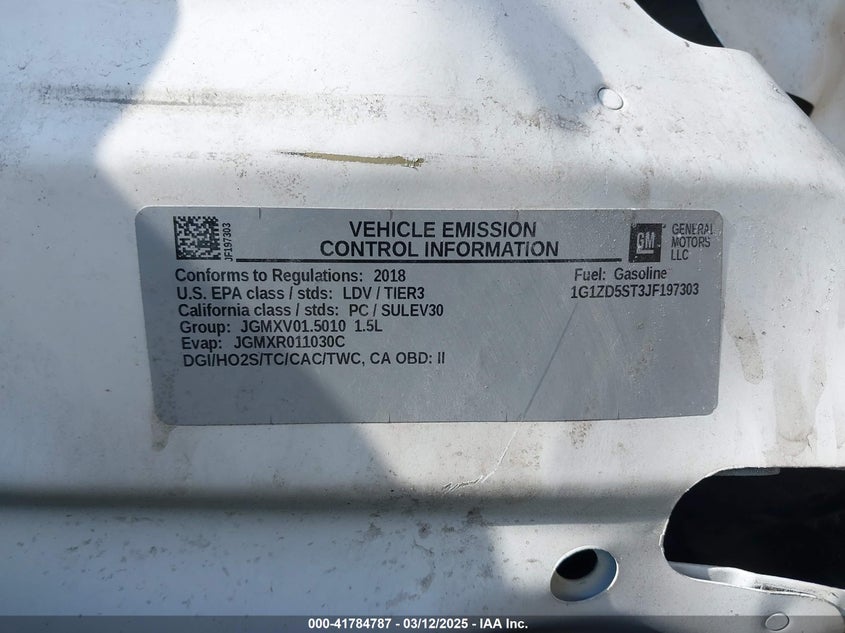 JF197303
VEHICLE EMISSION
CONTROL INFORMATION
GM
GENERAL
MOTORS
LLC
Conforms to Regulations: 2018
U.S. EPA class / stds: LDV / TIER3
California class / stds: PC / SULEV30
Group: JGMXV01.5010 1.5L
Evap: JGMXR011030C
DGI/HO2S/TC/CAC/TWC, CA OBD: II
Fuel: Gasoline
1G1ZD5ST3JF197303
000-41784787 - 03/12/2025 - IAA Inc.